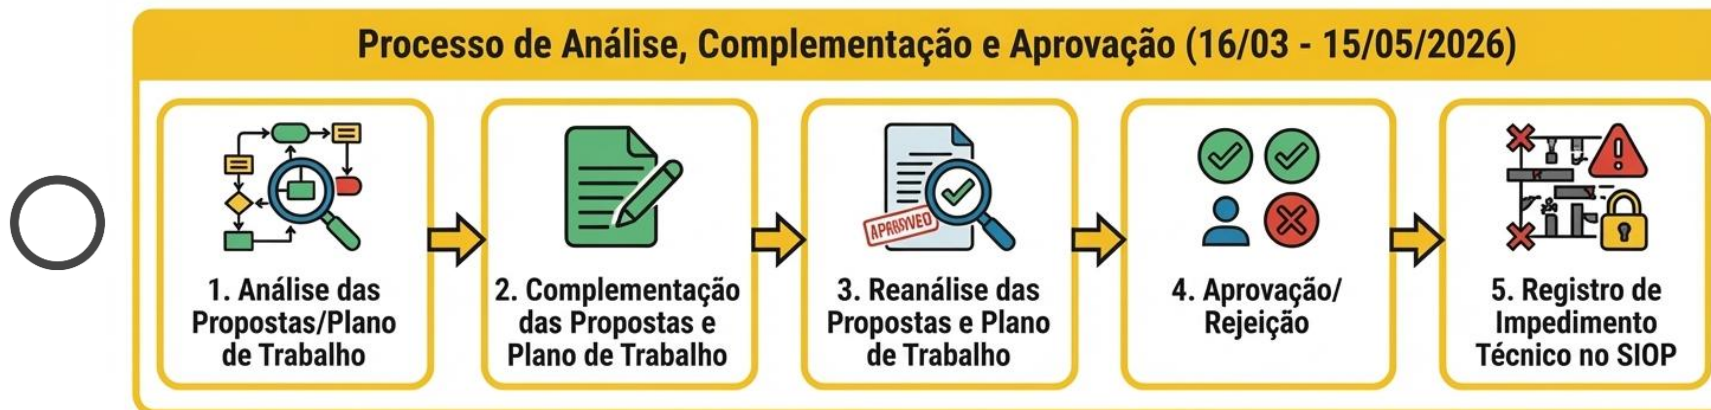 Processo de Análise, Complementação e Aprovação (16/03 - 15/05/2026)
1. Análise das
Propostas/Plano
de Trabalho
2. Complementação
das Propostas e
Plano de Trabalho
3. Reanálise das
Propostas e Plano
de Trabalho
4. Aprovação/
Rejeição
5. Registro de
Impedimento
Técnico no SIOP